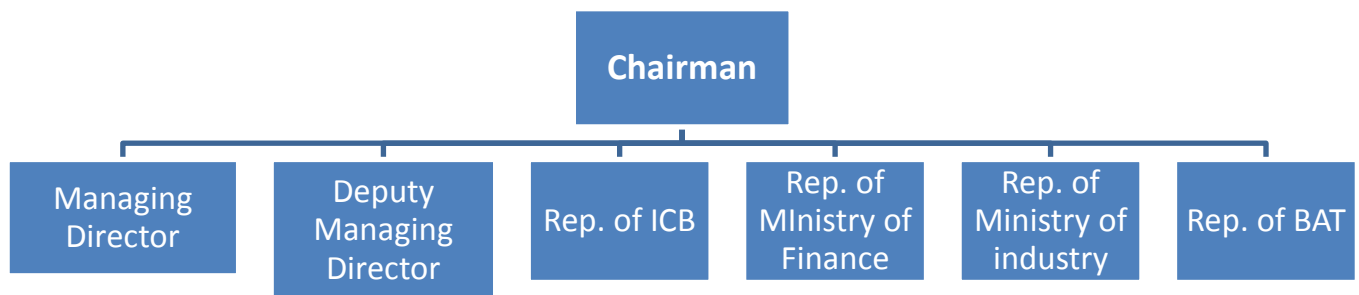 Chairman
Managing
Director
Deputy
Managing
Director
Rep. of ICB
Rep. of
MInistry of
Finance
Rep. of
Ministry of
industry
Rep. of BAT